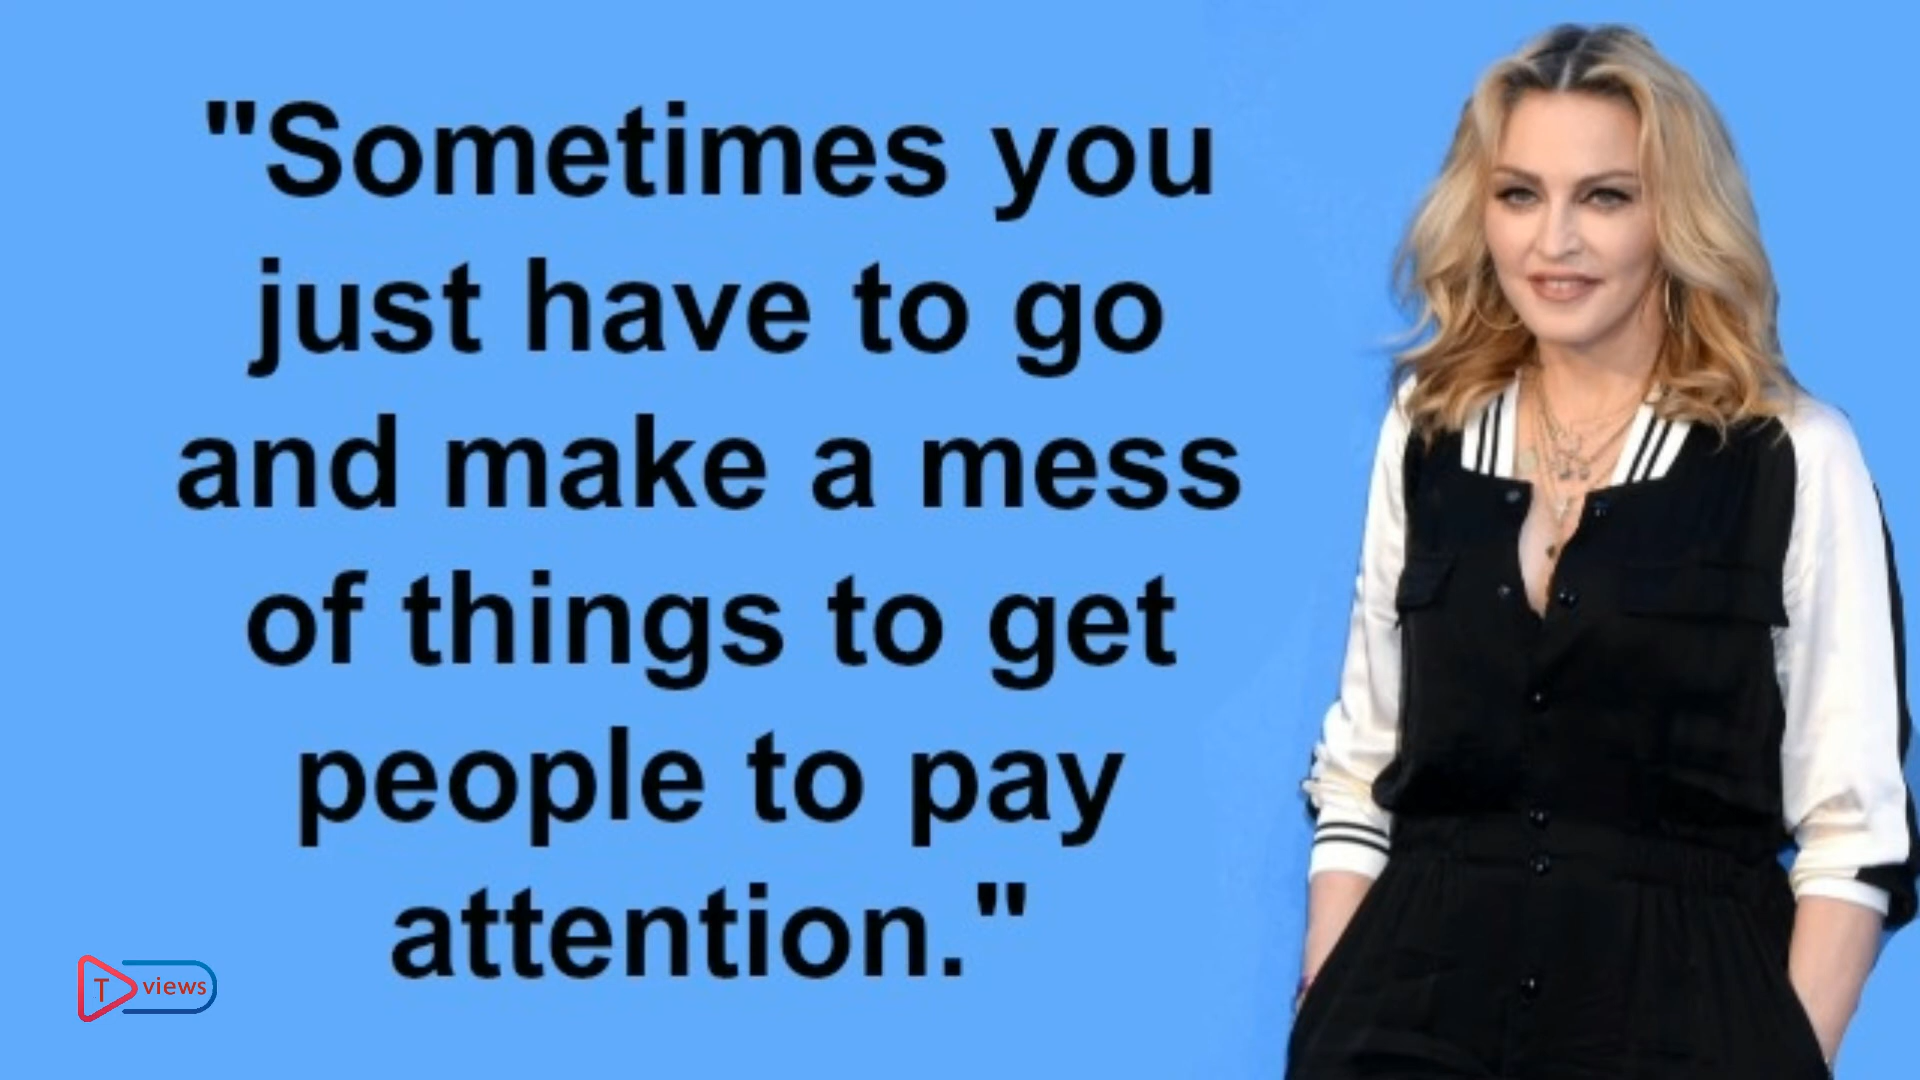 "Sometimes you
just have to go
and make a mess
of things to get
people to pay
attention."
T views